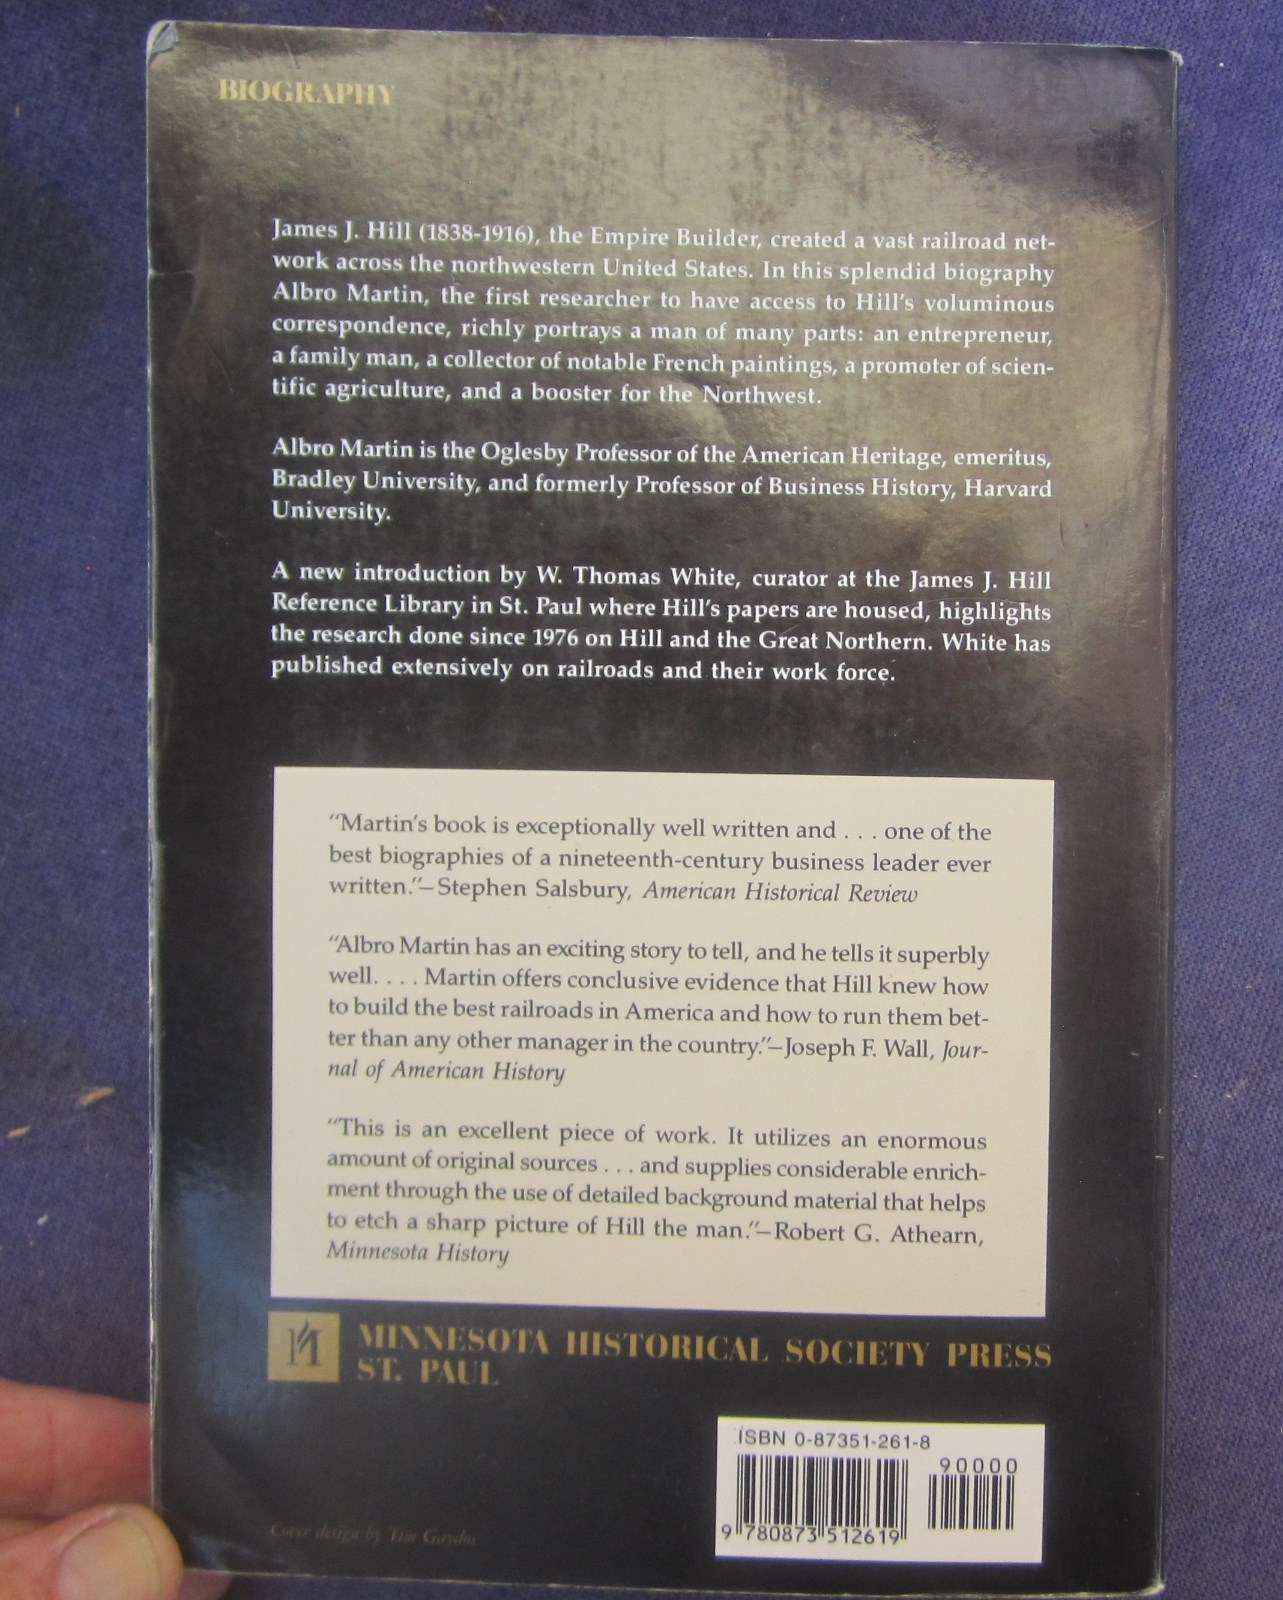 BIOGRAPHY
James J. Hill (1838-1916), the Empire Builder, created a vast railroad net-
work across the northwestern United States. In this splendid biography
Albro Martin, the first researcher to have access to Hill's voluminous
correspondence, richly portrays a man of many parts: an entrepreneur,
a family man, a collector of notable French paintings, a promoter of scien-
tific agriculture, and a booster for the Northwest.
Albro Martin is the Oglesby Professor of the American Heritage, emeritus,
Bradley University, and formerly Professor of Business History, Harvard
University.
A new introduction by W. Thomas White, curator at the James J. Hill
Reference Library in St. Paul where Hill's papers are housed, highlights
the research done since 1976 on Hill and the Great Northern. White has
published extensively on railroads and their work force.
"Martin's book is exceptionally well written and . . . one of the
best biographies of a nineteenth-century business leader ever
written."—Stephen Salsbury, American Historical Review
"Albro Martin has an exciting story to tell, and he tells it superbly
well. . . . Martin offers conclusive evidence that Hill knew how
to build the best railroads in America and how to run them bet-
ter than any other manager in the country."—Joseph F. Wall, Jour-
nal of American History
"This is an excellent piece of work. It utilizes an enormous
amount of original sources . . . and supplies considerable enrich-
ment through the use of detailed background material that helps
to etch a sharp picture of Hill the man."—Robert G. Athearn,
Minnesota History
MINNESOTA HISTORICAL SOCIETY PRESS
ST. PAUL
ISBN 0-87351-261-8
90000
9 780873 512619
Cover design by Tim Gaydos